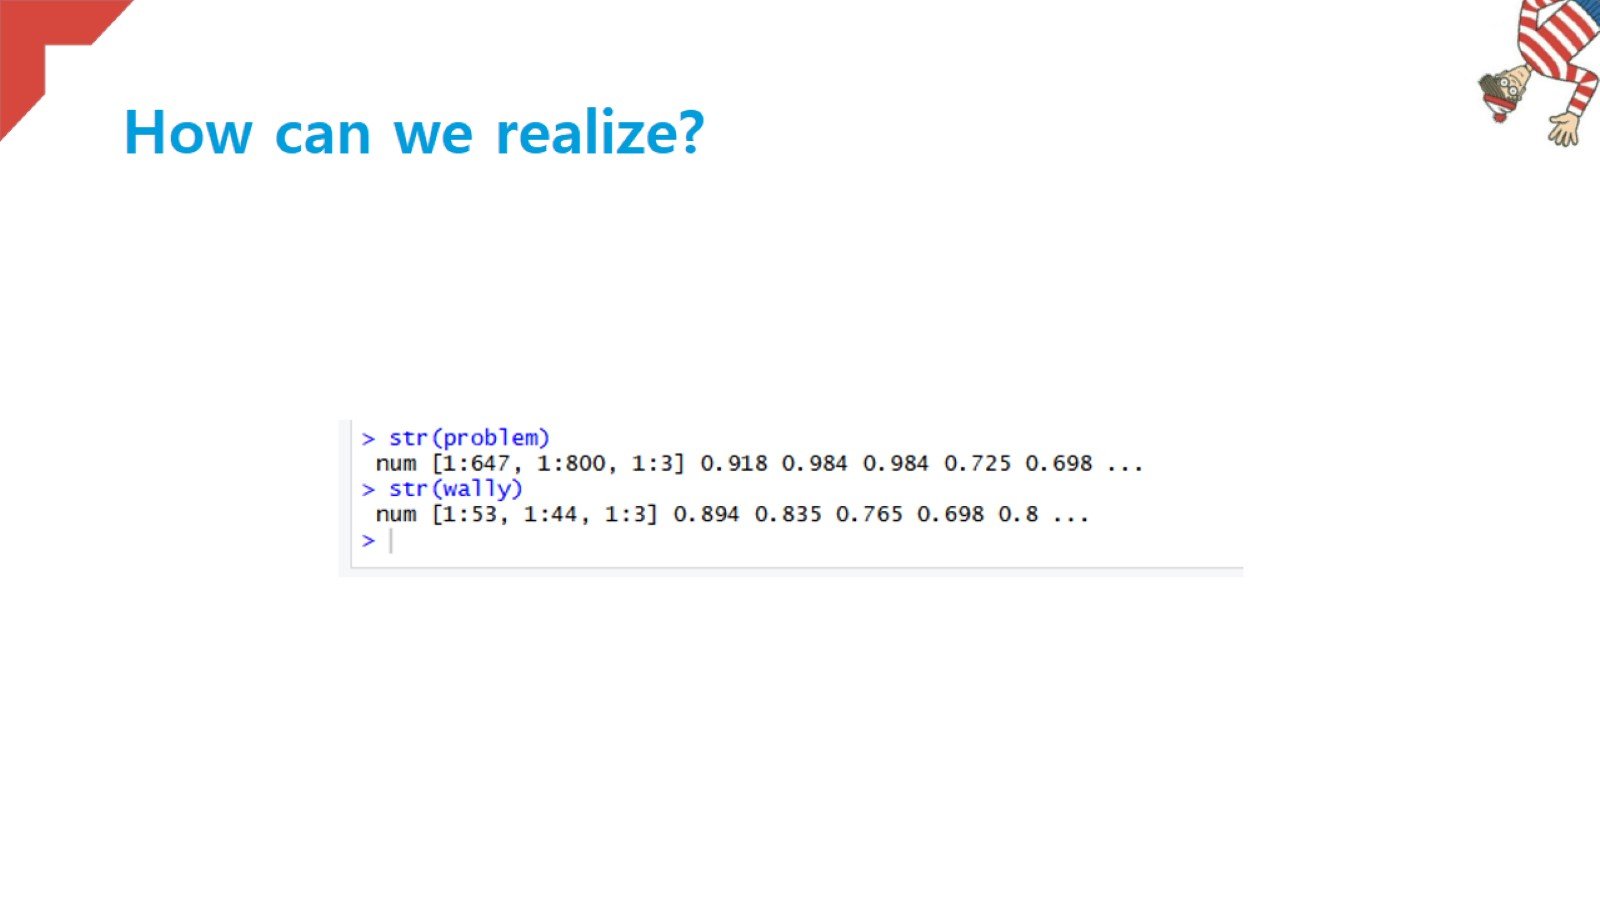 How can we realize?
> str(problem)
num [1:647, 1:800, 1:3] 0.918 0.984 0.984 0.725 0.698 ...
> str(wally)
num [1:53, 1:44, 1:3] 0.894 0.835 0.765 0.698 0.8 ...
>